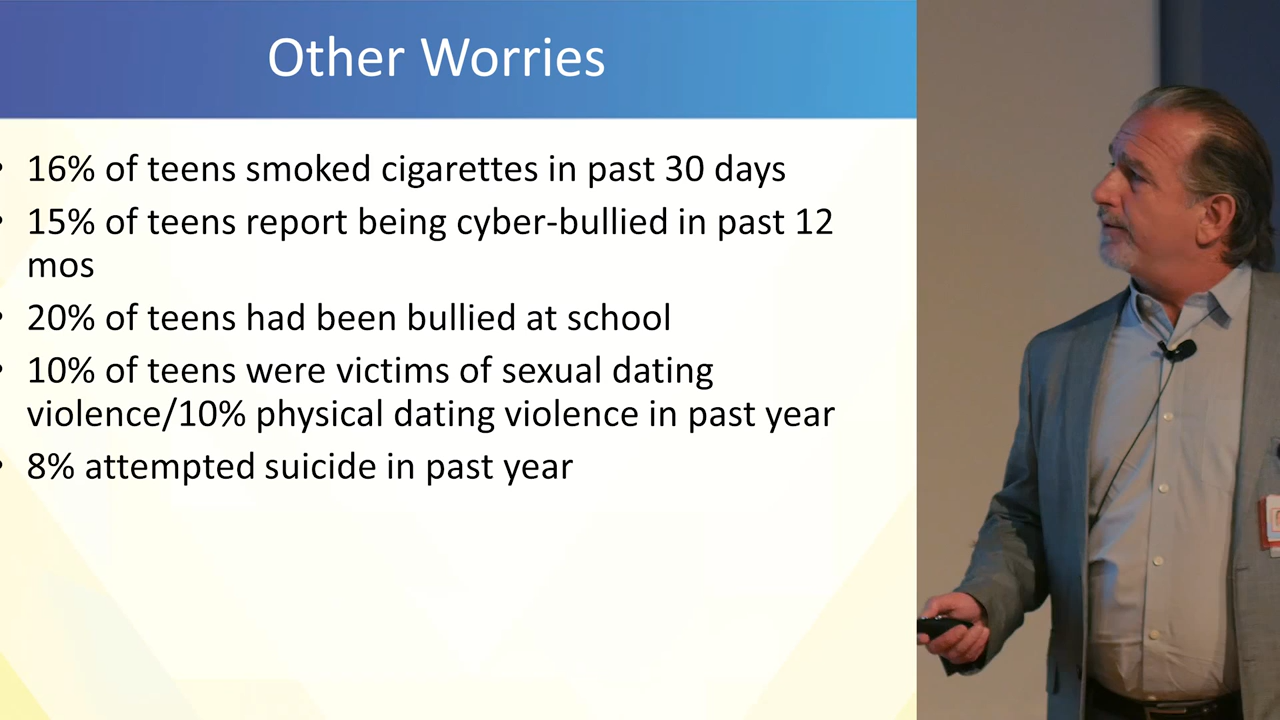 Other Worries
• 16% of teens smoked cigarettes in past 30 days
• 15% of teens report being cyber-bullied in past 12
mos
• 20% of teens had been bullied at school
• 10% of teens were victims of sexual dating
violence/10% physical dating violence in past year
• 8% attempted suicide in past year